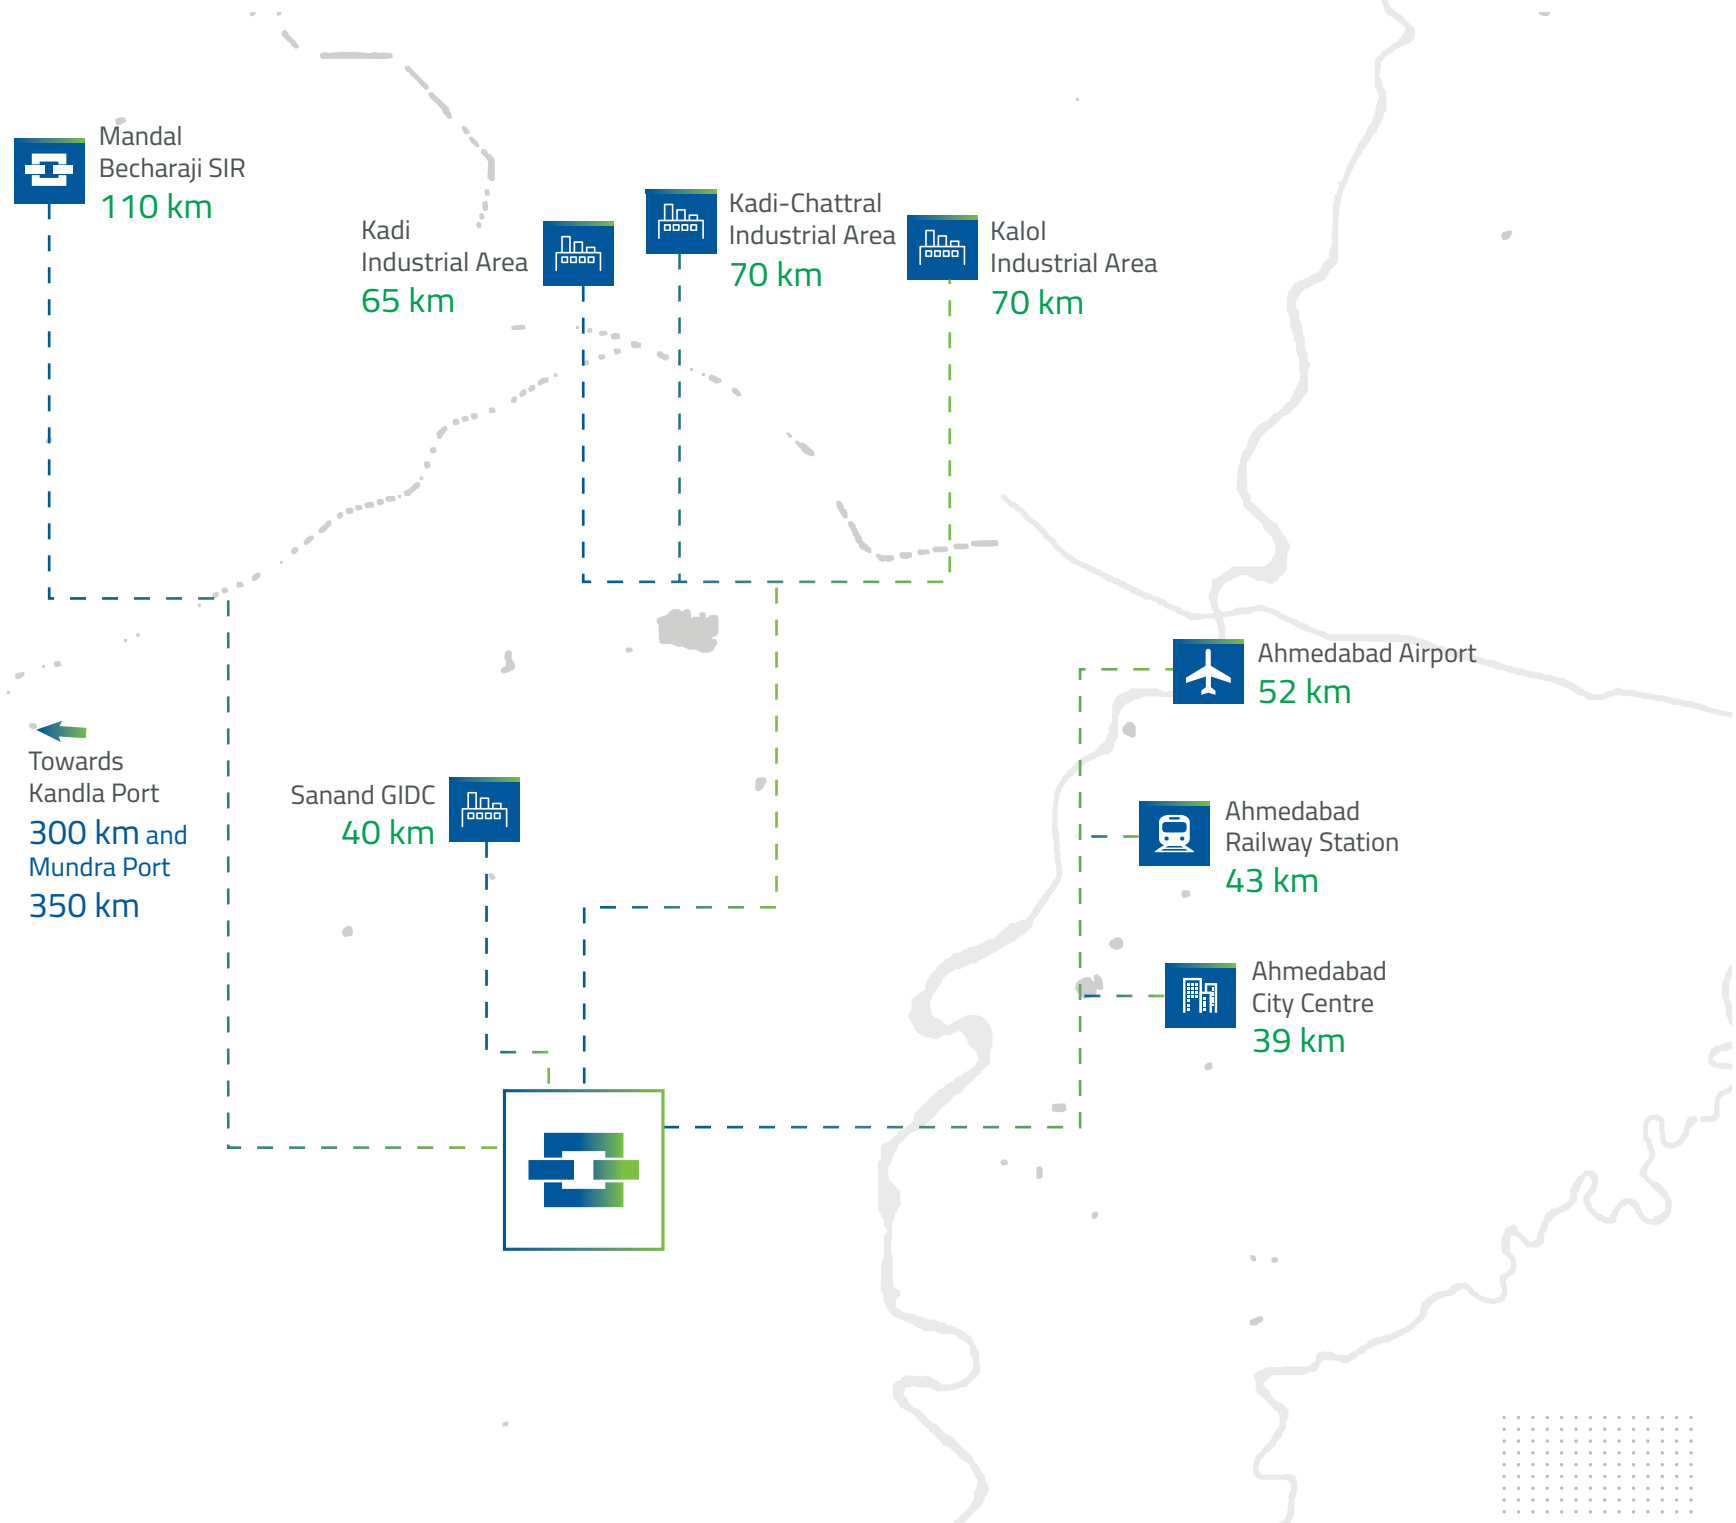 Mandal
Becharaji SIR
110 km
Kadi
Industrial Area
65 km
Kadi-Chattral
Industrial Area
70 km
Kalol
Industrial Area
70 km
Ahmedabad Airport
52 km
Towards
Kandla Port
300 km and
Mundra Port
350 km
Sanand GIDC
40 km
Ahmedabad
Railway Station
43 km
Ahmedabad
City Centre
39 km